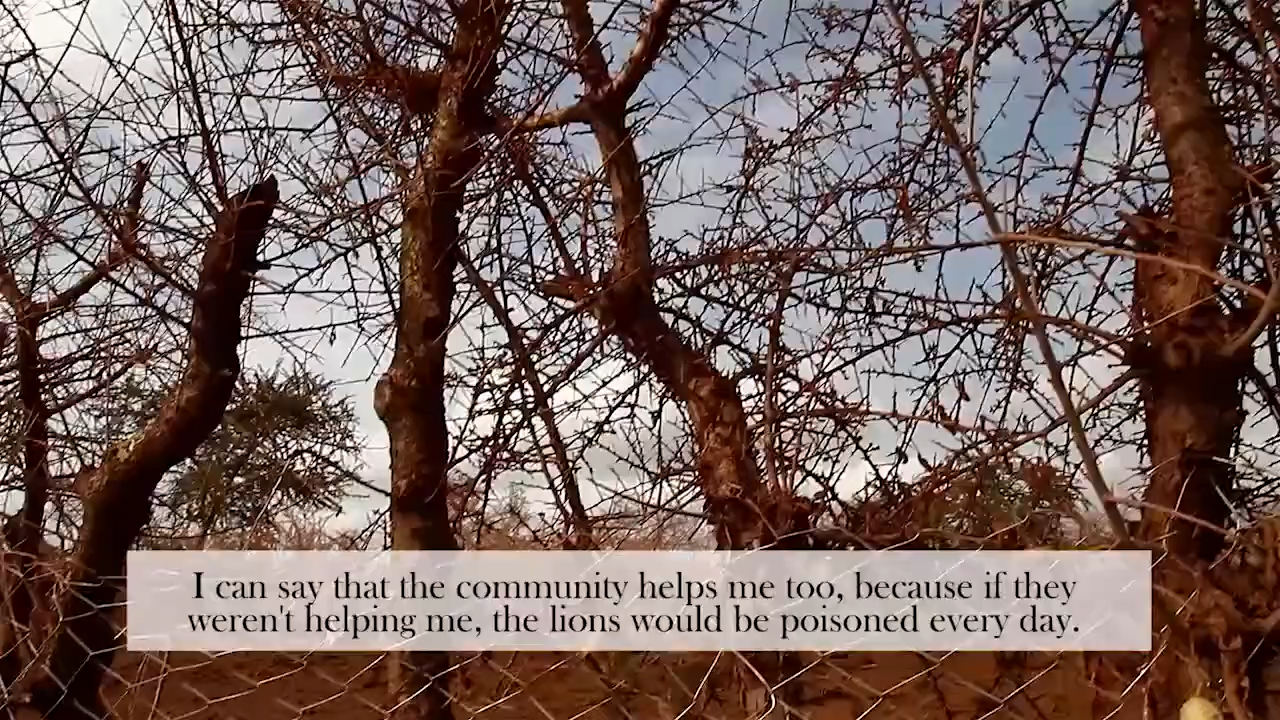 I can say that the community helps me too, because if they
weren't helping me, the lions would be poisoned every day.